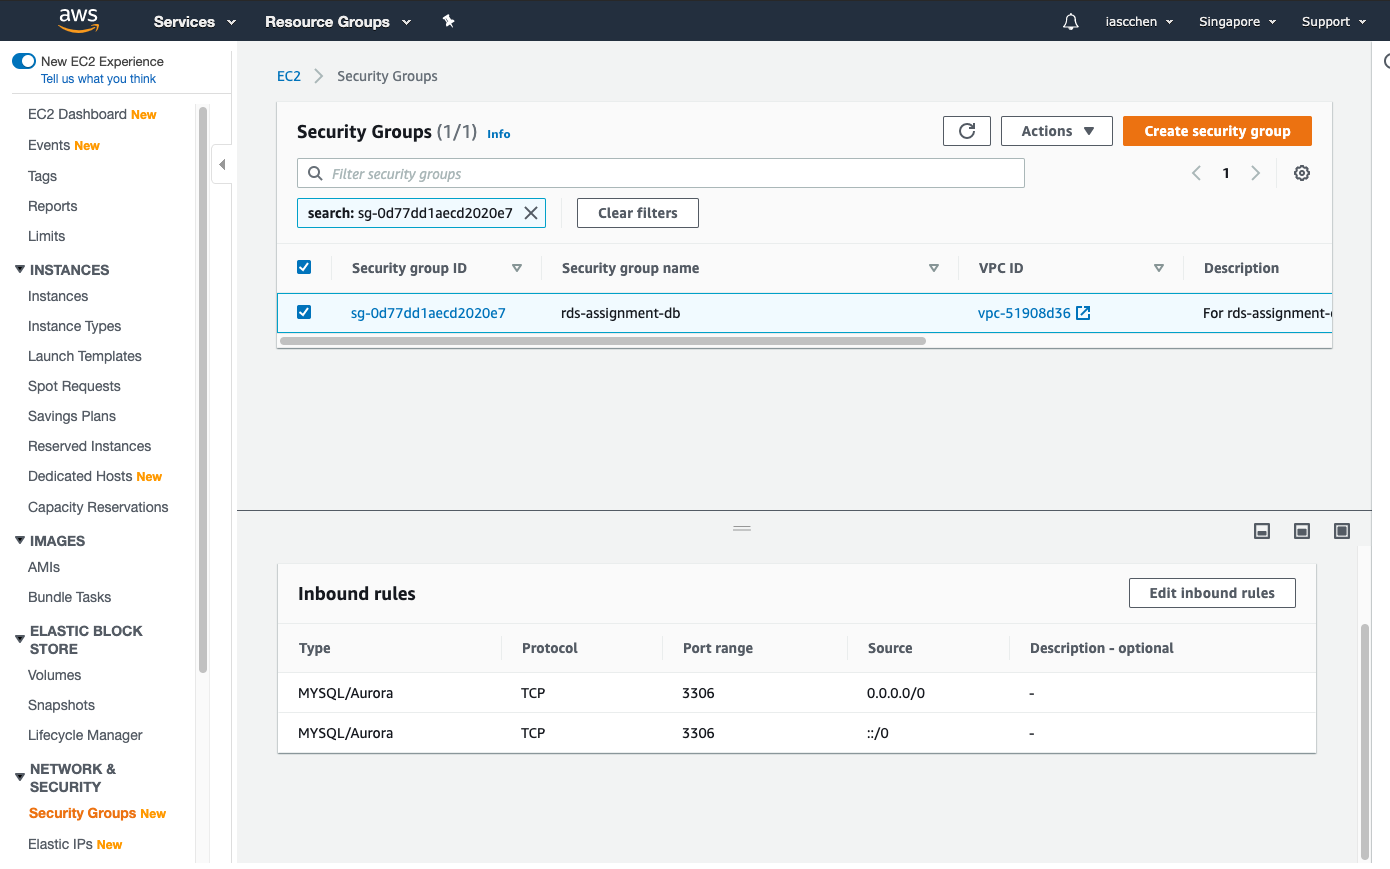 aws Services Resource Groups iascchen Singapore Support
New EC2 Experience
Tell us what you think
EC2 Dashboard New
Events New
Tags
Reports
Limits
INSTANCES
Instances
Instance Types
Launch Templates
Spot Requests
Savings Plans
Reserved Instances
Dedicated Hosts New
Capacity Reservations
IMAGES
AMIs
Bundle Tasks
ELASTIC BLOCK
STORE
Volumes
Snapshots
Lifecycle Manager
NETWORK &
SECURITY
Security Groups New
Elastic IPs New
EC2 Security Groups
Security Groups (1/1) Info Actions Create security group
Filter security groups 1
search: sg-0d77dd1aecd2020e7 Clear filters
Security group ID Security group name VPC ID Description
sg-0d77dd1aecd2020e7 rds-assignment-db vpc-51908d36 For rds-assignment-
Inbound rules Edit inbound rules
Type Protocol Port range Source Description - optional
MYSQL/Aurora TCP 3306 0.0.0.0/0 -
MYSQL/Aurora TCP 3306 ::/0 -